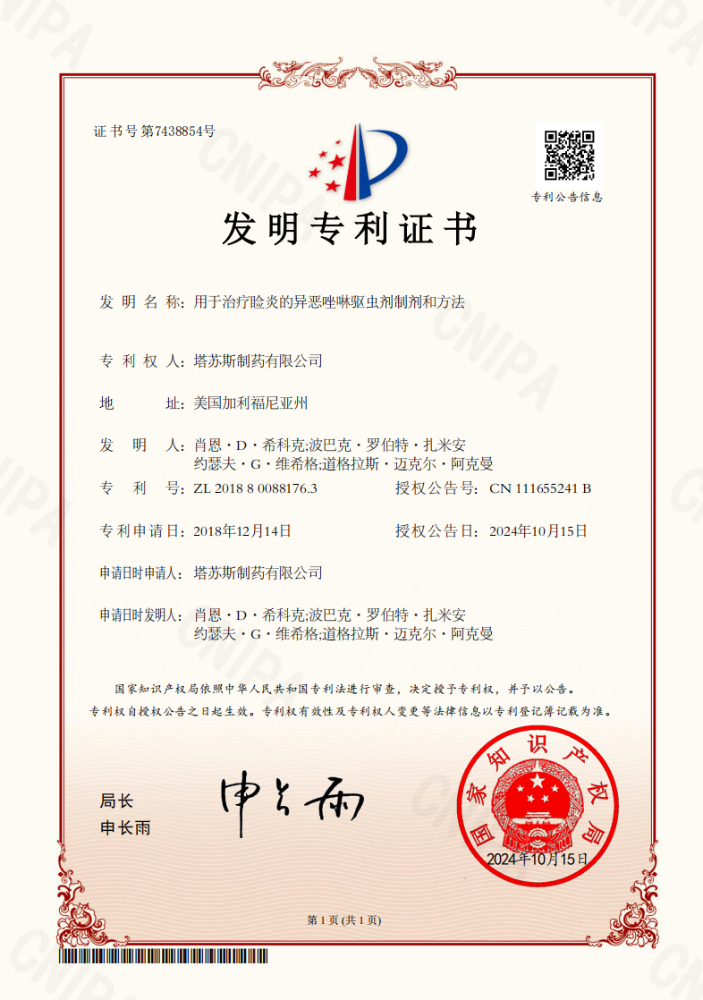 证书号第7438854号
专利公告信息
发明专利证书
发明名称：用于治疗睑炎的异恶唑啉驱虫剂制剂和方法
专利权人：塔苏斯制药有限公司
地址：美国加利福尼亚州
发明人：肖恩·D·希科克;波巴克·罗伯特·扎米安
约瑟夫·G·维希格;道格拉斯·迈克尔·阿克曼
专利号：ZL 2018 8 0088176.3 授权公告号：CN 111655241 B
专利申请日：2018年12月14日 授权公告日：2024年10月15日
申请日时申请人：塔苏斯制药有限公司
申请日时发明人：肖恩·D·希科克;波巴克·罗伯特·扎米安
约瑟夫·G·维希格;道格拉斯·迈克尔·阿克曼
国家知识产权局依照中华人民共和国专利法进行审查，决定授予专利权，并予以公告。
专利权自授权公告之日起生效。专利权有效性及专利权人变更等法律信息以专利登记簿记载为准。
局长
申长雨
申长雨
国家知识产权局
2024年10月15日
第 1 页 (共 1 页)
CNIPA
CNIPA
CNIPA
CNIPA
CNIPA
CNIPA
CNIPA
CNIPA
CNIPA